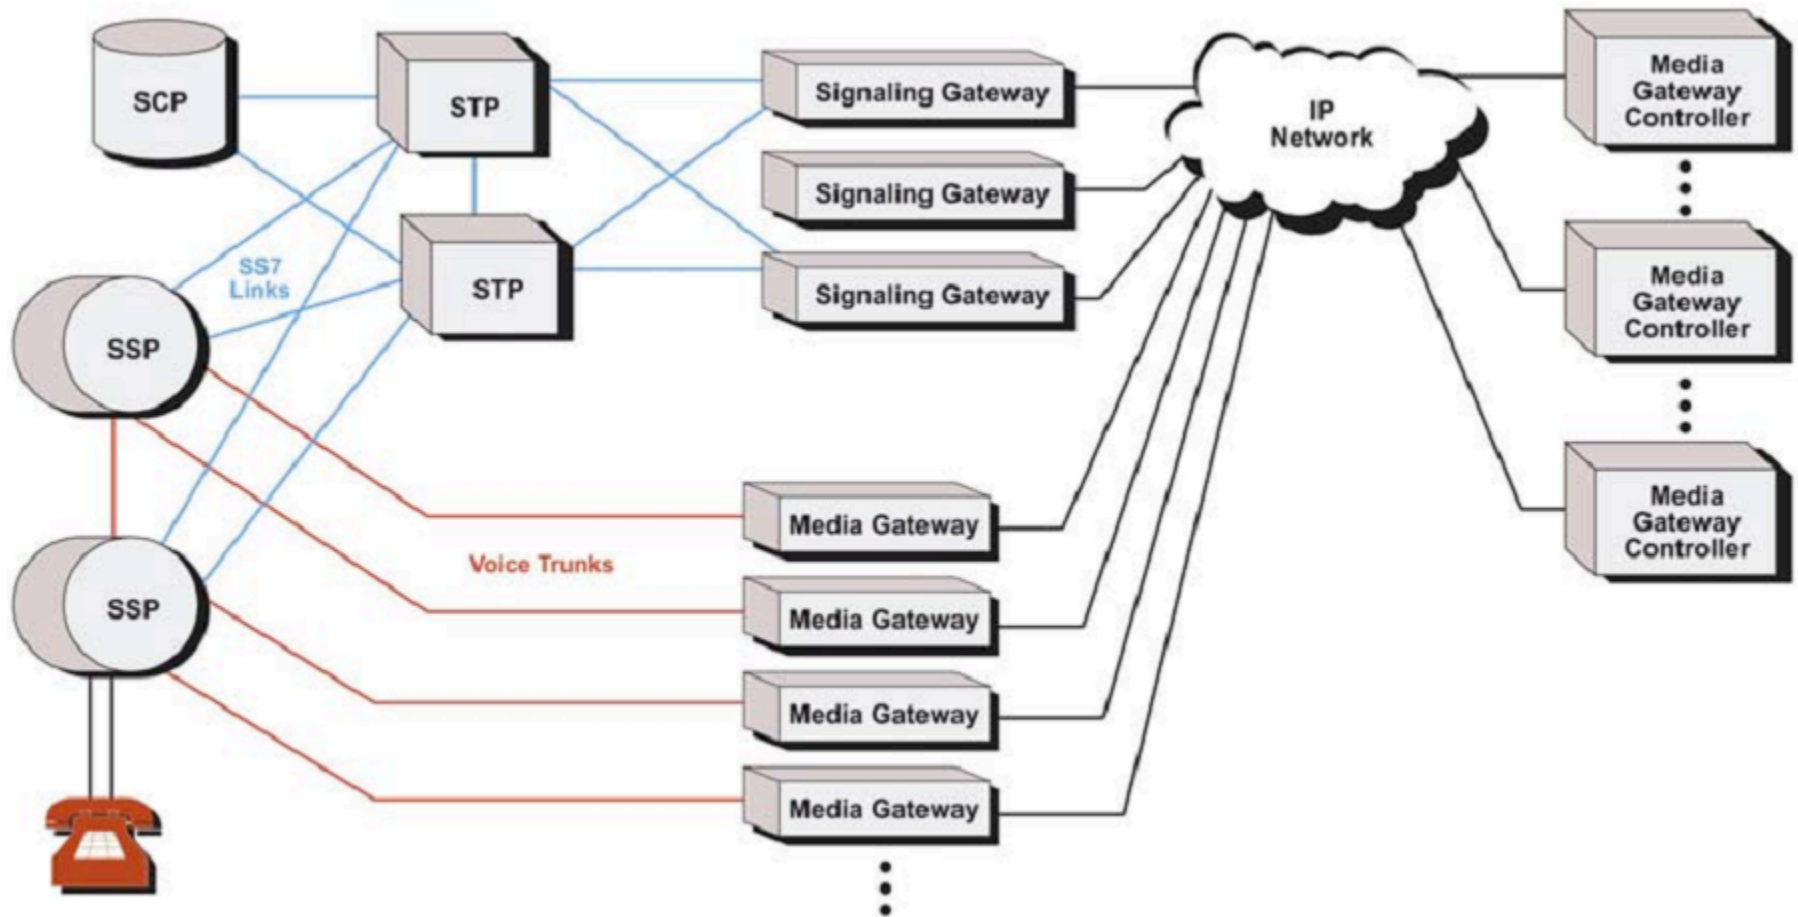 SCP
STP
Signaling Gateway
IP
Network
Media
Gateway
Controller
Signaling Gateway
SS7
Links
STP
Signaling Gateway
Media
Gateway
Controller
SSP
Media Gateway
Media
Gateway
Controller
Voice Trunks
SSP
Media Gateway
Media Gateway
Media Gateway